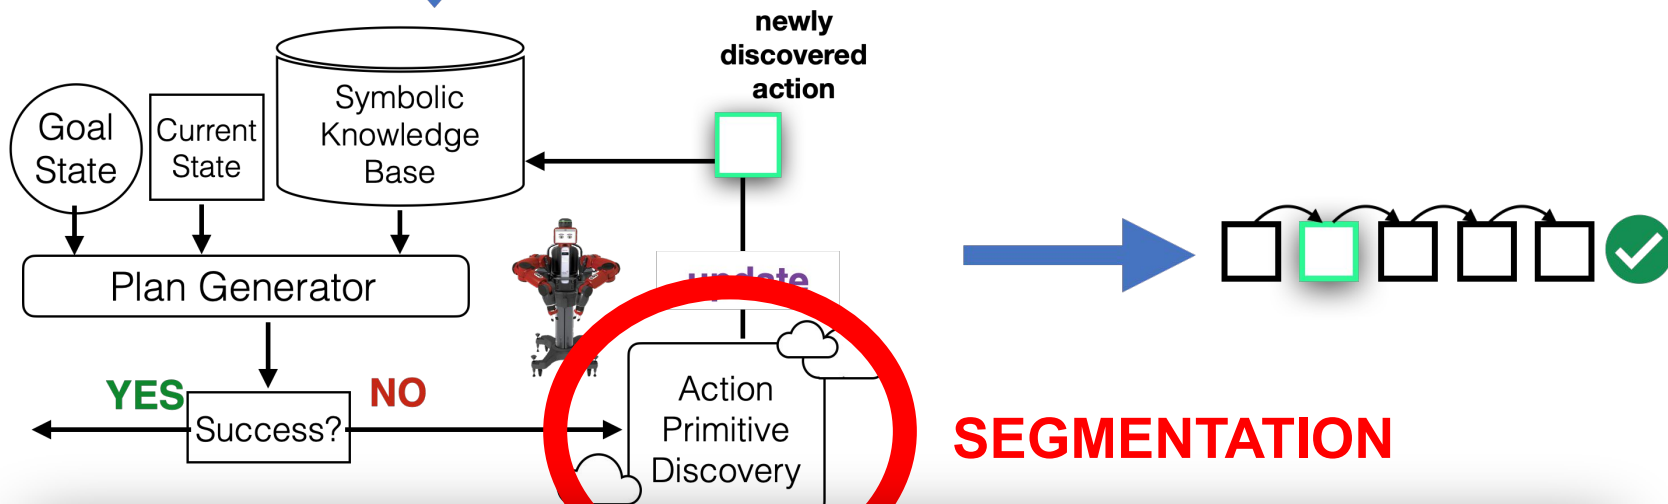 newly
discovered
action
Symbolic
Knowledge
Base
Goal
State
Current
State
update
Plan Generator
YES
NO
Success?
Action
Primitive
Discovery
SEGMENTATION